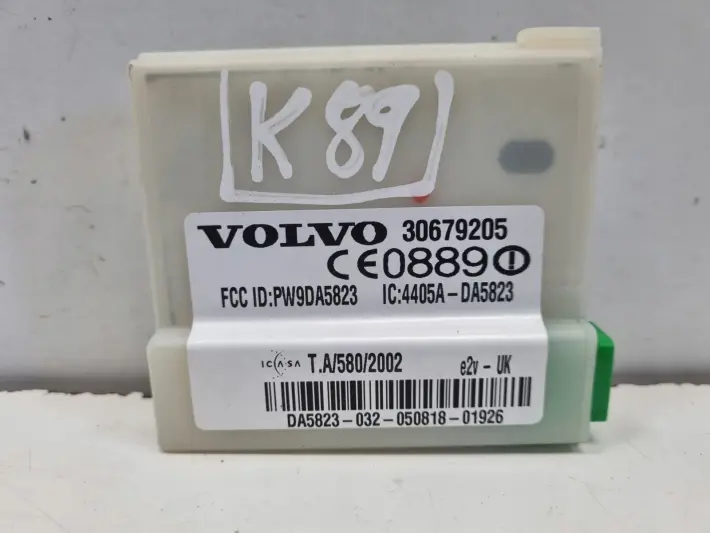 K 89
VOLVO 30679205
CE0889
FCC ID:PW9DA5823 IC:4405A-DA5823
ICASA T.A/580/2002 e2v - UK
DA5823-032-050818-01926